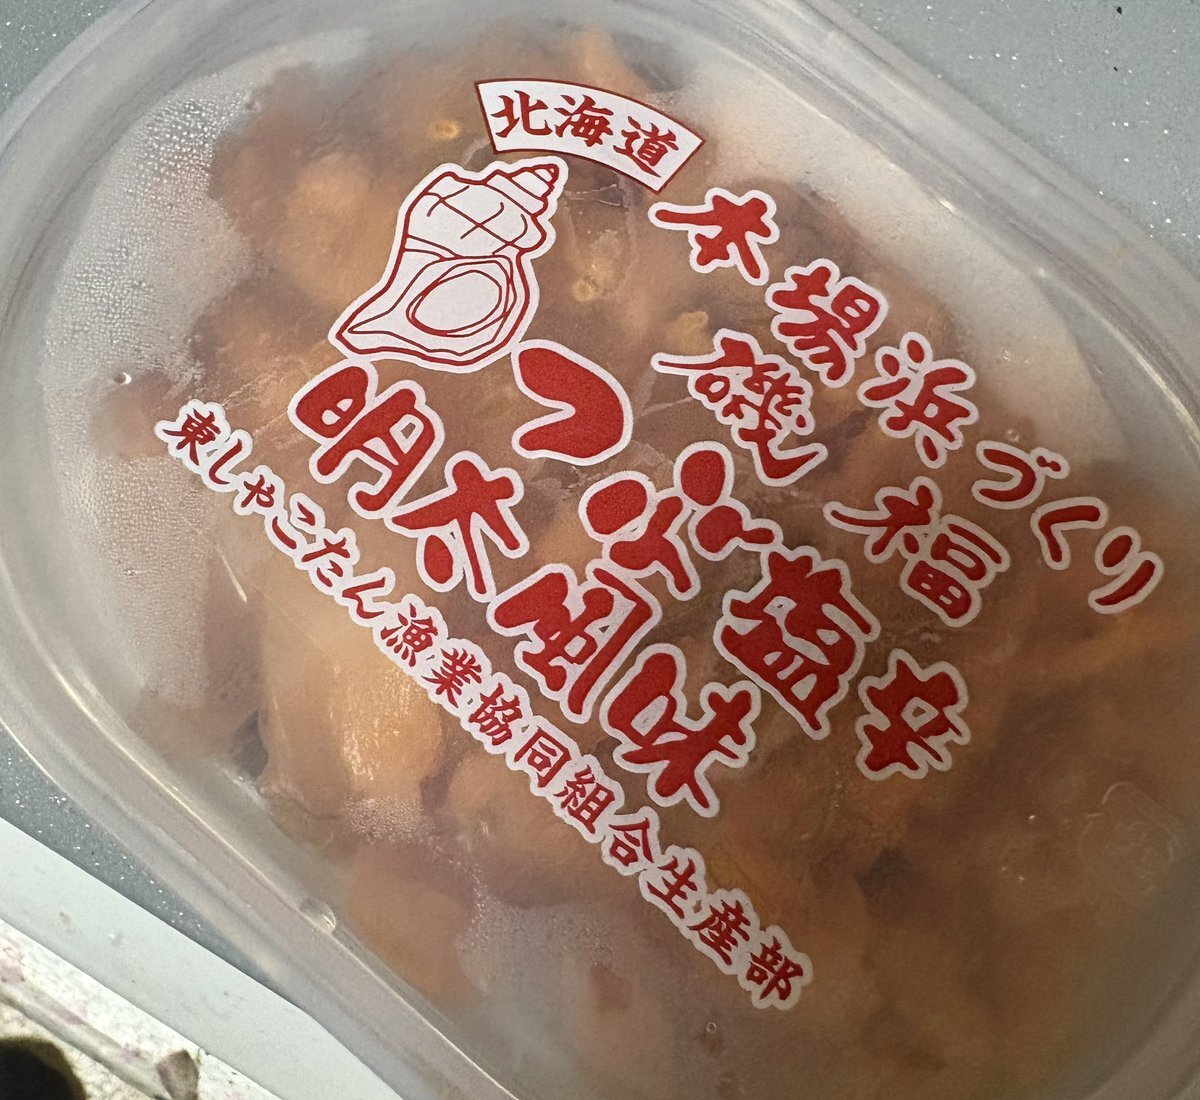 北海道
本場浜づくり
磯福
つぶ塩辛
明太風味
東しゃこたん漁業協同組合生産部